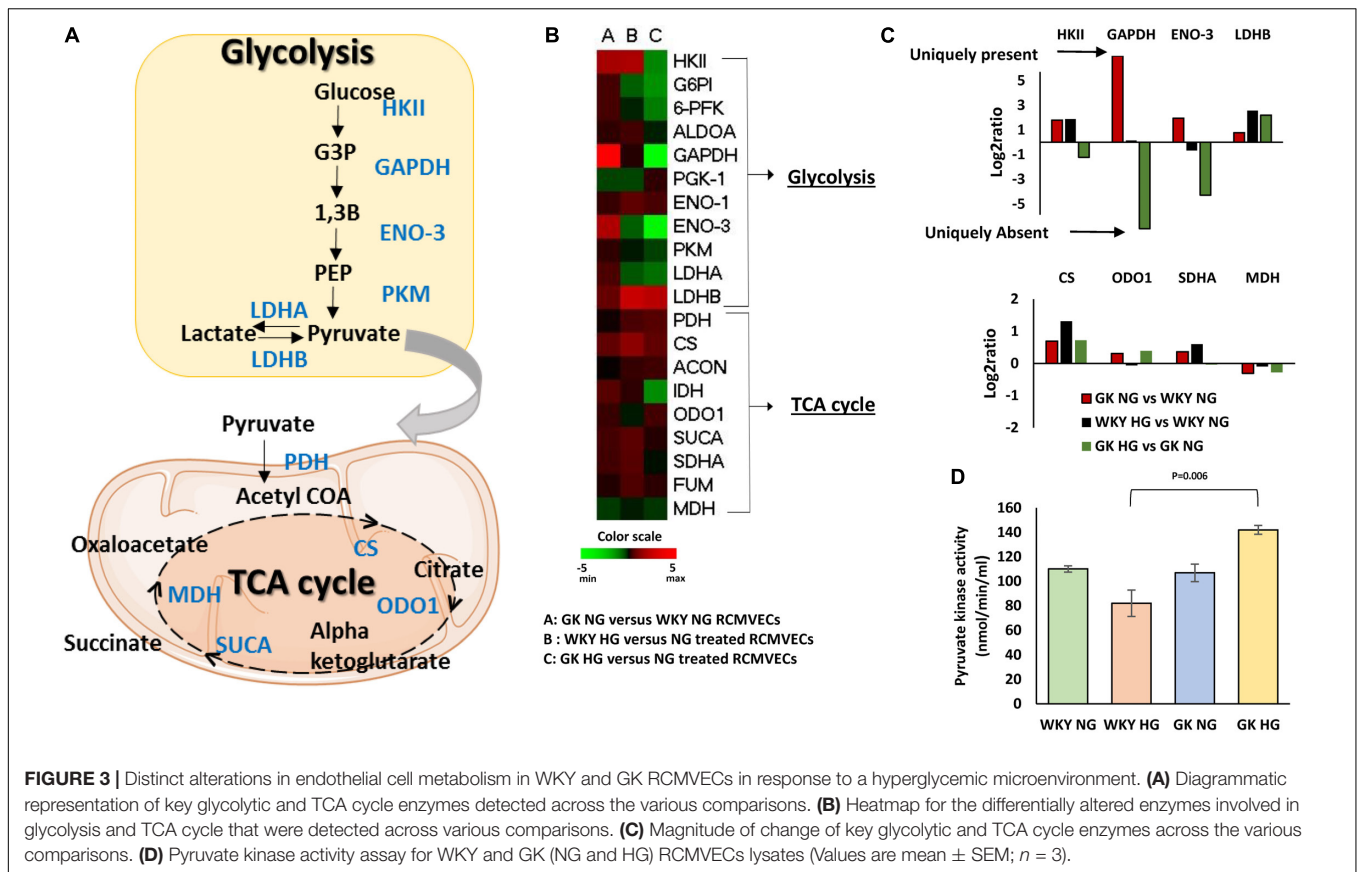 A
Glycolysis
Glucose
HKII
G3P
GAPDH
1,3B
ENO-3
PEP
PKM
LDHA
Lactate
Pyruvate
LDHB
Pyruvate
PDH
Acetyl COA
Oxaloacetate
CS
Citrate
TCA cycle
MDH
ODO1
Alpha
ketoglutarate
Succinate
SUCA
B
A B C
HKII
G6PI
6-PFK
ALDOA
GAPDH
PGK-1
ENO-1
ENO-3
PKM
LDHA
LDHB
PDH
CS
ACON
IDH
ODO1
SUCA
SDHA
FUM
MDH
Glycolysis
TCA cycle
Color scale
-5 5
min max
A: GK NG versus WKY NG RCMVECs
B : WKY HG versus NG treated RCMVECs
C: GK HG versus NG treated RCMVECs
C
HKII GAPDH ENO-3 LDHB
Uniquely present
Log2ratio
5
3
1
-1
-3
-5
Uniquely Absent
CS ODO1 SDHA MDH
Log2ratio
2
1
0
-1
-2
GK NG vs WKY NG
WKY HG vs WKY NG
GK HG vs GK NG
D
P=0.006
Pyruvate kinase activity
(nmol/min/ml)
160
140
120
100
80
60
40
20
0
WKY NG WKY HG GK NG GK HG
FIGURE 3 | Distinct alterations in endothelial cell metabolism in WKY and GK RCMVECs in response to a hyperglycemic microenvironment. (A) Diagrammatic
representation of key glycolytic and TCA cycle enzymes detected across the various comparisons. (B) Heatmap for the differentially altered enzymes involved in
glycolysis and TCA cycle that were detected across various comparisons. (C) Magnitude of change of key glycolytic and TCA cycle enzymes across the various
comparisons. (D) Pyruvate kinase activity assay for WKY and GK (NG and HG) RCMVECs lysates (Values are mean ± SEM; n = 3).